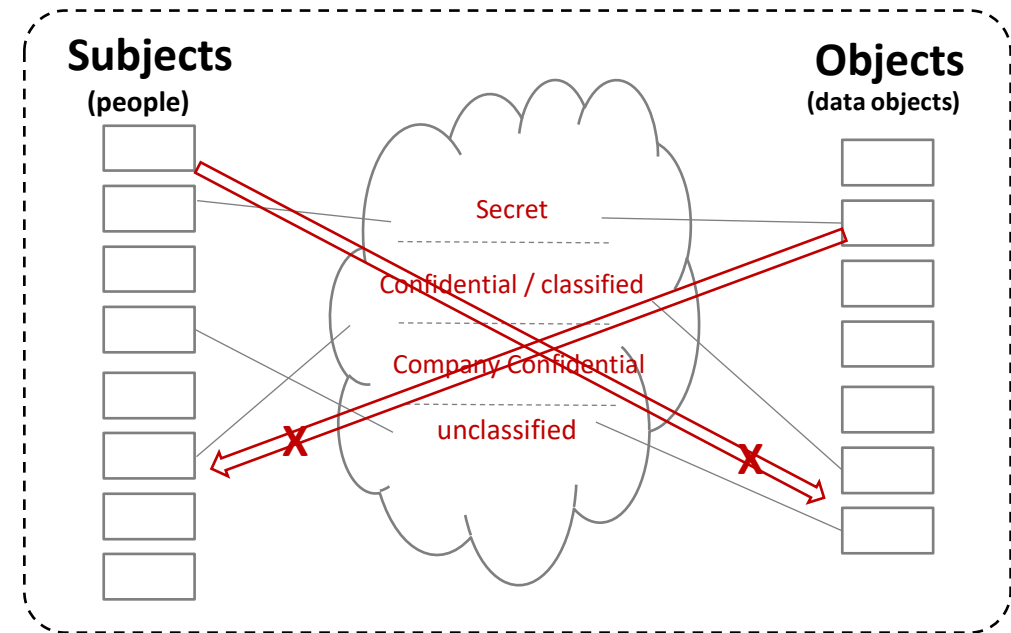 Subjects
(people)
Objects
(data objects)
Secret
Confidential / classified
Company Confidential
unclassified
X
X